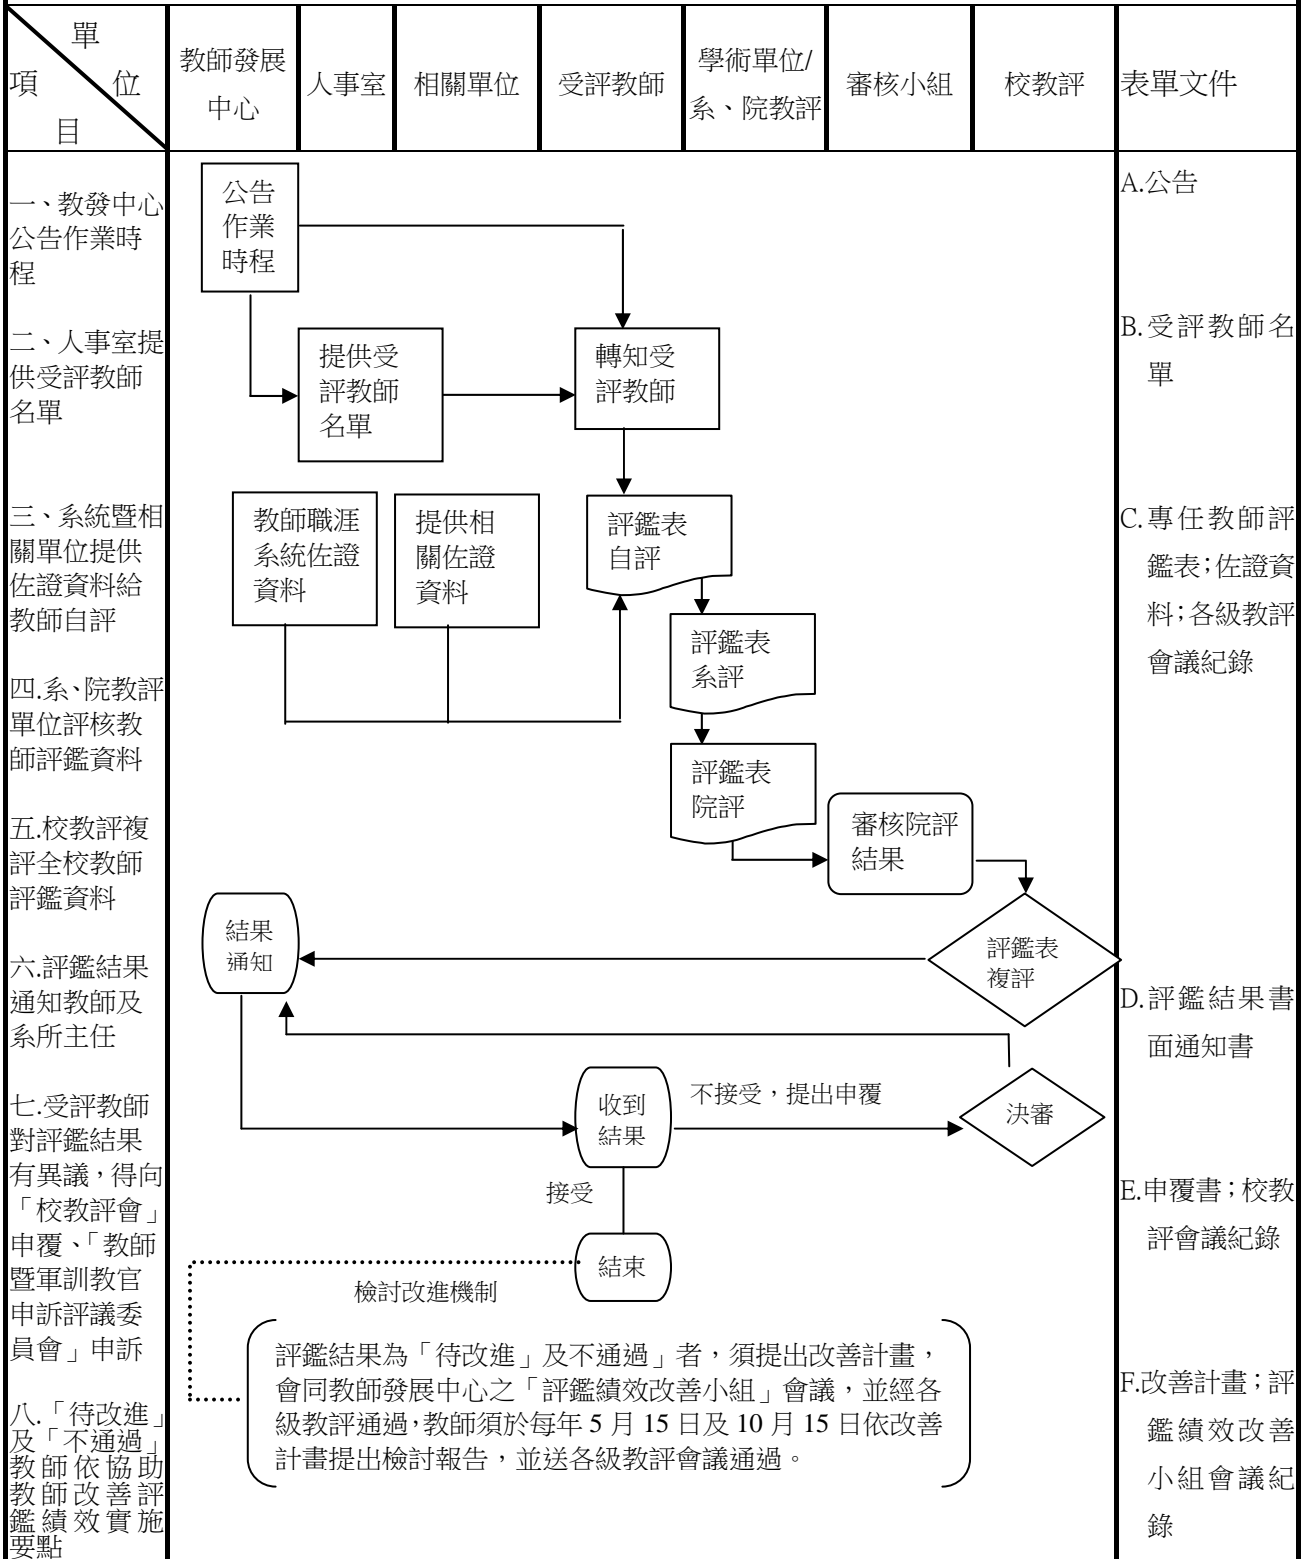 單
項 位
目
教師發展
中心
人事室
相關單位
受評教師
學術單位/
系、院教評
審核小組
校教評
表單文件
一、教發中心
公告作業時
程
二、人事室提
供受評教師
名單
三、系統暨相
關單位提供
佐證資料給
教師自評
四.系、院教評
單位評核教
師評鑑資料
五.校教評複
評全校教師
評鑑資料
六.評鑑結果
通知教師及
系所主任
七.受評教師
對評鑑結果
有異議，得向
「校教評會」
申覆、「教師
暨軍訓教官
申訴評議委
員會」申訴
八.「待改進」
及「不通過」
教師依協助
教師改善評
鑑績效實施
要點
公告
作業
時程
提供受
評教師
名單
轉知受
評教師
教師職涯
系統佐證
資料
提供相
關佐證
資料
評鑑表
自評
評鑑表
系評
評鑑表
院評
審核院評
結果
評鑑表
複評
結果
通知
收到
結果
不接受，提出申覆
決審
接受
結束
檢討改進機制
評鑑結果為「待改進」及不通過」者，須提出改善計畫，
會同教師發展中心之「評鑑績效改善小組」會議，並經各
級教評通過，教師須於每年 5 月 15 日及 10 月 15 日依改善
計畫提出檢討報告，並送各級教評會議通過。
A.公告
B.受評教師名
單
C.專任教師評
鑑表；佐證資
料；各級教評
會議紀錄
D.評鑑結果書
面通知書
E.申覆書；校教
評會議紀錄
F.改善計畫；評
鑑績效改善
小組會議紀
錄